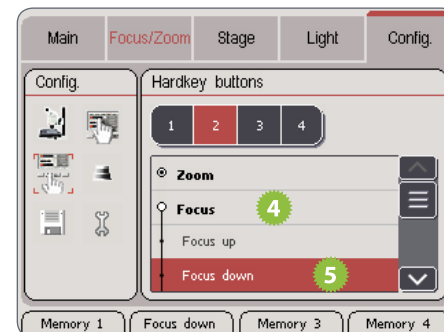 Main Focus/Zoom Stage Light Config.
Config.
Hardkey buttons
1 2 3 4
Zoom
Focus 4
Focus up
Focus down 5
Memory 1 Focus down Memory 3 Memory 4